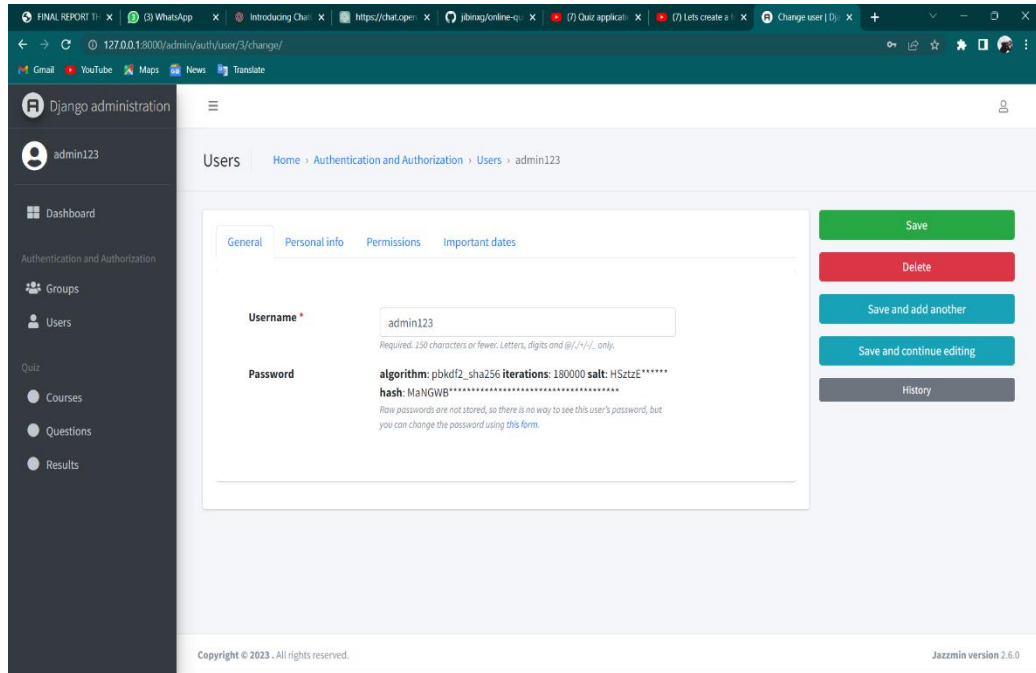 FINAL REPORT TH
(3) WhatsApp
Introducing Chat
https://chat.open
jibinxg/online-qu
(7) Quiz applicati
(7) Lets create a
Change user | Dj
127.0.0.1:8000/admin/auth/user/3/change/
Gmail YouTube Maps News Translate
Django administration
admin123
Users Home › Authentication and Authorization › Users › admin123
Dashboard
Authentication and Authorization
Groups
Users
Quiz
Courses
Questions
Results
General Personal info Permissions Important dates
Username *
admin123
Required. 150 characters or fewer. Letters, digits and @/./+/-/_ only.
Password
algorithm: pbkdf2_sha256 iterations: 180000 salt: HSztzE******
hash: MaNGWB**************************************
Raw passwords are not stored, so there is no way to see this user's password, but
you can change the password using this form.
Save
Delete
Save and add another
Save and continue editing
History
Copyright © 2023 . All rights reserved.
Jazzmin version 2.6.0